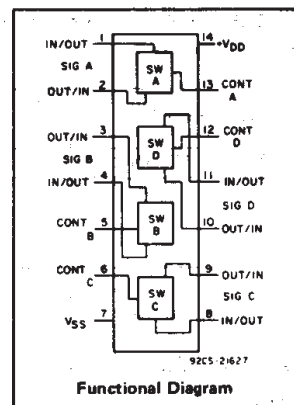 1 IN/OUT
14 +VDD
SIG A
SW A
13 CONT A
2 OUT/IN
3 OUT/IN
12 CONT D
SW D
SIG B
4 IN/OUT
11 IN/OUT
SIG D
10 OUT/IN
5 CONT B
SW B
6 CONT C
9 OUT/IN
SW C
SIG C
7 VSS
8 IN/OUT
92CS-21627
Functional Diagram